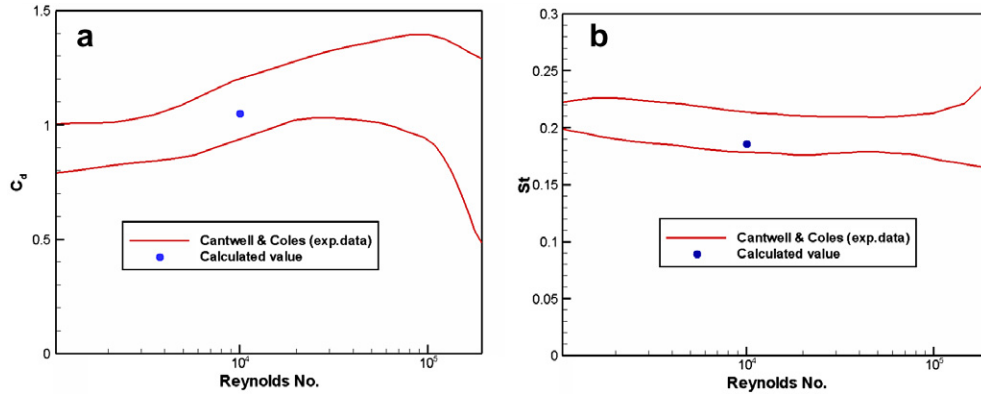 a
1.5
1
0.5
0
C_d
Cantwell & Coles (exp.data)
Calculated value
10^4
10^5
Reynolds No.
b
0.3
0.25
0.2
0.15
0.1
0.05
0
St
Cantwell & Coles (exp.data)
Calculated value
10^4
10^5
Reynolds No.